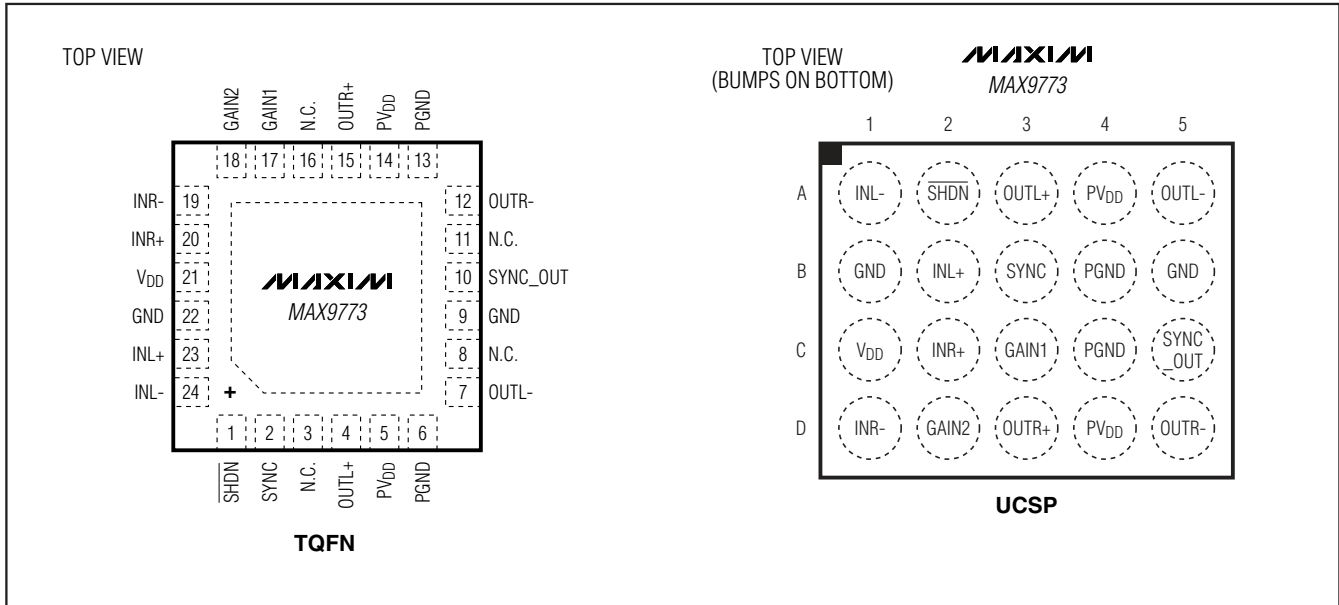 TOP VIEW
GAIN2 GAIN1 N.C. OUTR+ PVDD PGND
18 17 16 15 14 13
INR- 19 12 OUTR-
INR+ 20 11 N.C.
VDD 21 10 SYNC_OUT
MAXIM
MAX9773
GND 22 9 GND
INL+ 23 8 N.C.
INL- 24 + 7 OUTL-
1 2 3 4 5 6
SHDN SYNC N.C. OUTL+ PVDD PGND
TQFN
TOP VIEW
(BUMPS ON BOTTOM)
MAXIM
MAX9773
1 2 3 4 5
A INL- SHDN OUTL+ PVDD OUTL-
B GND INL+ SYNC PGND GND
C VDD INR+ GAIN1 PGND SYNC
_OUT
D INR- GAIN2 OUTR+ PVDD OUTR-
UCSP